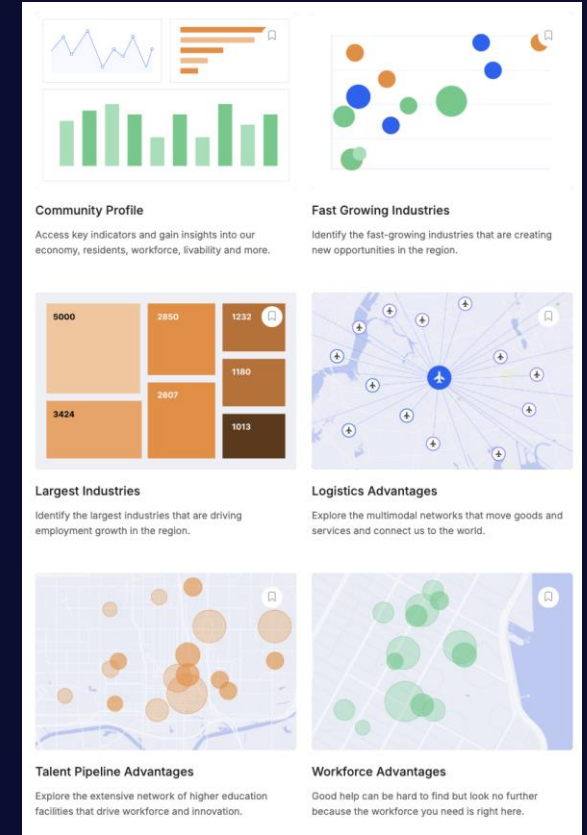 Community Profile
Access key indicators and gain insights into our
economy, residents, workforce, livability and more.
Fast Growing Industries
Identify the fast-growing industries that are creating
new opportunities in the region.
5000
2850
1232
1180
3424
2607
1013
Largest Industries
Identify the largest industries that are driving
employment growth in the region.
Logistics Advantages
Explore the multimodal networks that move goods and
services and connect us to the world.
Talent Pipeline Advantages
Explore the extensive network of higher education
facilities that drive workforce and innovation.
Workforce Advantages
Good help can be hard to find but look no further
because the workforce you need is right here.